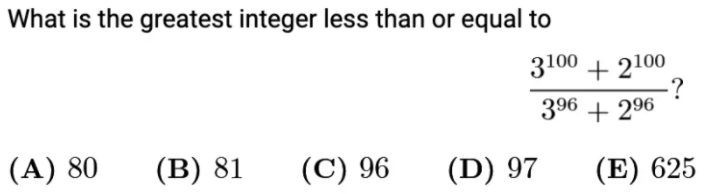 What is the greatest integer less than or equal to
\frac{3^{100} + 2^{100}}{3^{96} + 2^{96}}?
(A) 80 (B) 81 (C) 96 (D) 97 (E) 625